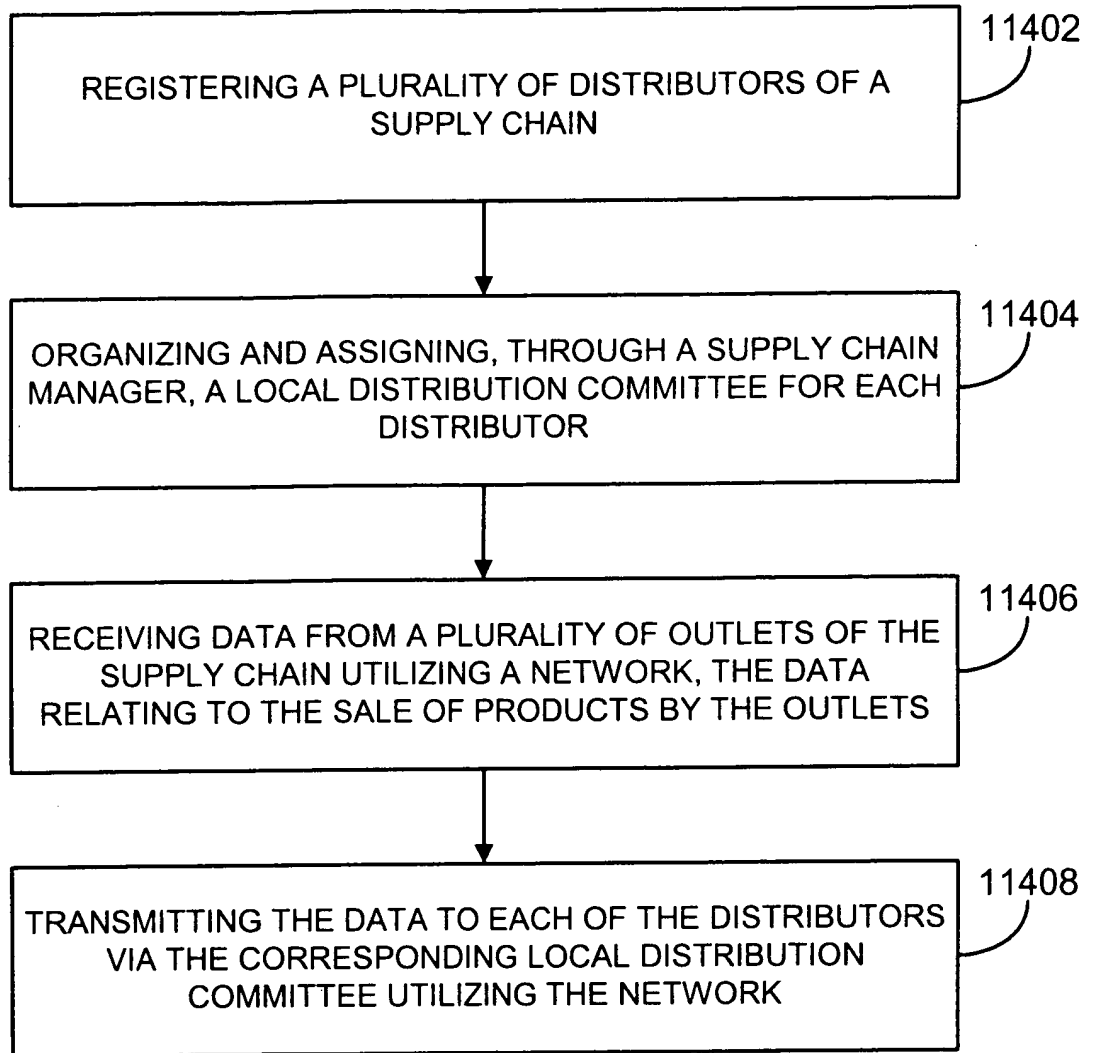 11402
REGISTERING A PLURALITY OF DISTRIBUTORS OF A
SUPPLY CHAIN
11404
ORGANIZING AND ASSIGNING, THROUGH A SUPPLY CHAIN
MANAGER, A LOCAL DISTRIBUTION COMMITTEE FOR EACH
DISTRIBUTOR
11406
RECEIVING DATA FROM A PLURALITY OF OUTLETS OF THE
SUPPLY CHAIN UTILIZING A NETWORK, THE DATA
RELATING TO THE SALE OF PRODUCTS BY THE OUTLETS
11408
TRANSMITTING THE DATA TO EACH OF THE DISTRIBUTORS
VIA THE CORRESPONDING LOCAL DISTRIBUTION
COMMITTEE UTILIZING THE NETWORK